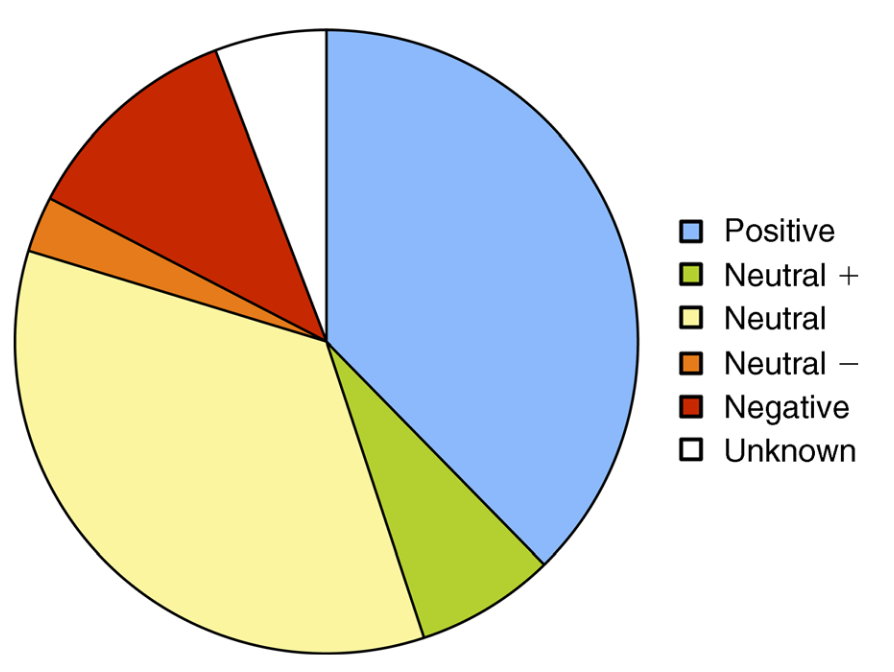 Positive
Neutral +
Neutral
Neutral −
Negative
Unknown